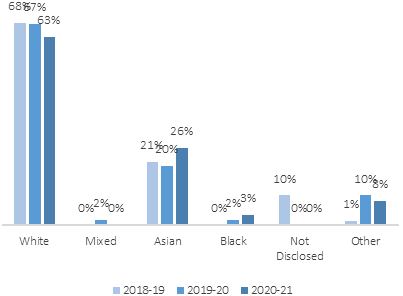 68% 67% 63%
0% 2% 0%
21% 20% 26%
0% 2% 3%
10% 0% 0%
1% 10% 8%
White Mixed Asian Black Not Disclosed Other
2018-19 2019-20 2020-21